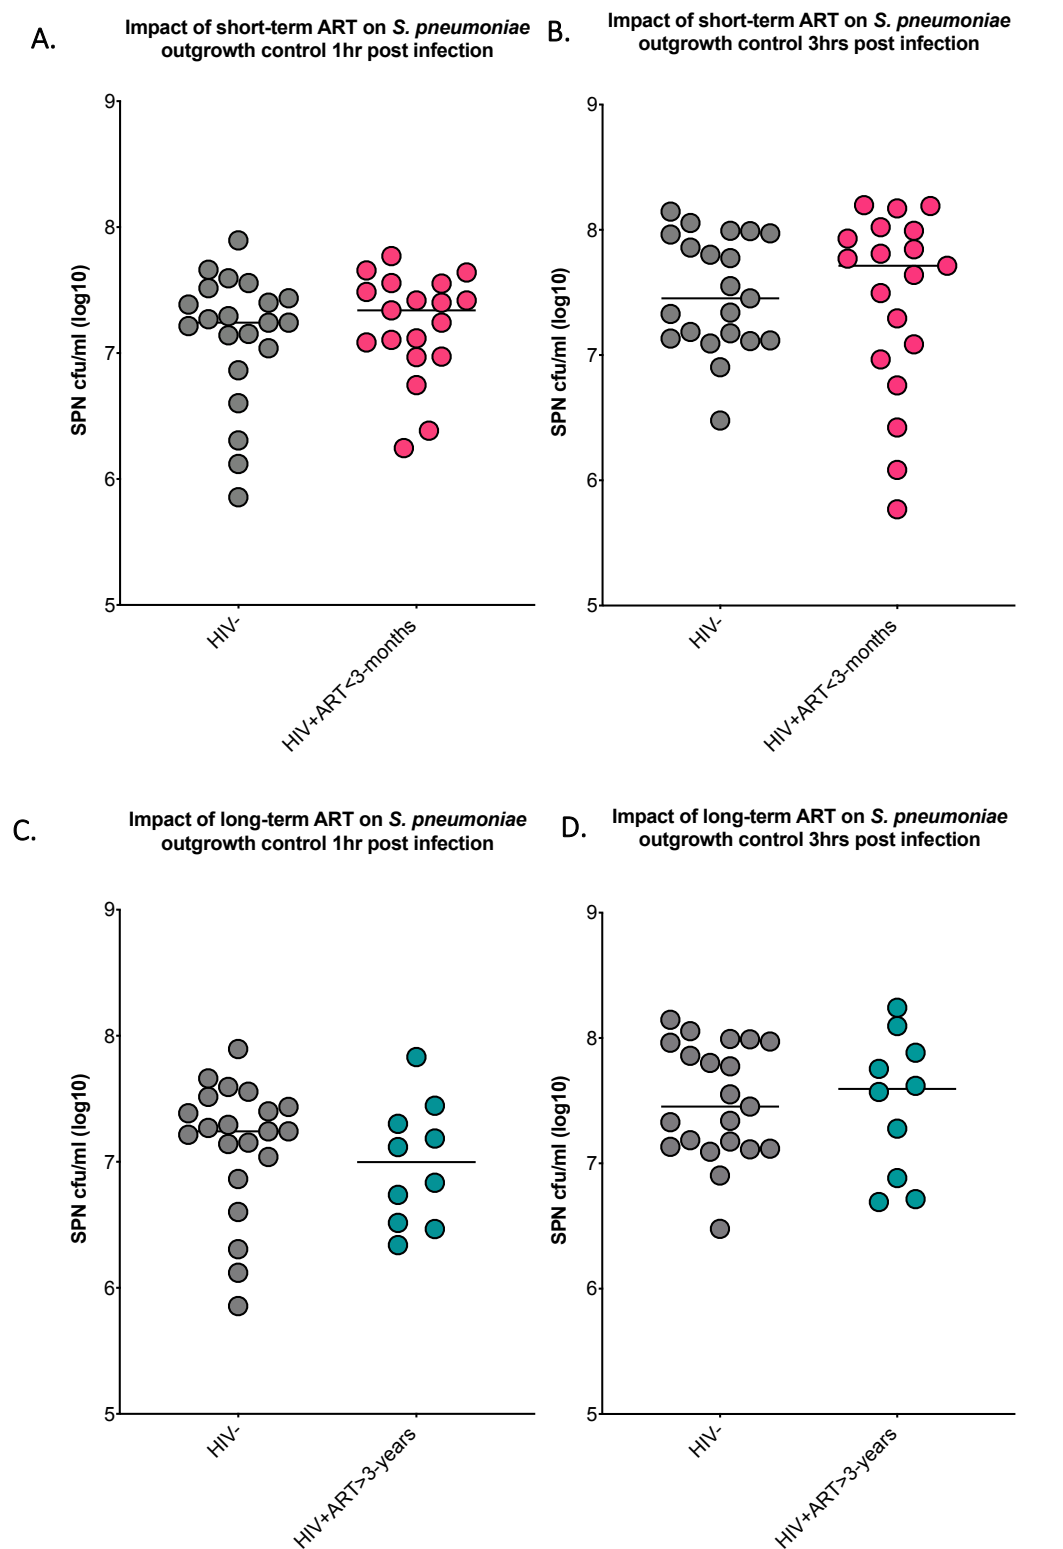 A.
Impact of short-term ART on S. pneumoniae
outgrowth control 1hr post infection
SPN cfu/ml (log10)
9
8
7
6
5
HIV-
HIV+ART<3-months
B.
Impact of short-term ART on S. pneumoniae
outgrowth control 3hrs post infection
SPN cfu/ml (log10)
9
8
7
6
5
HIV-
HIV+ART<3-months
C.
Impact of long-term ART on S. pneumoniae
outgrowth control 1hr post infection
SPN cfu/ml (log10)
9
8
7
6
5
HIV-
HIV+ART>3-years
D.
Impact of long-term ART on S. pneumoniae
outgrowth control 3hrs post infection
SPN cfu/ml (log10)
9
8
7
6
5
HIV-
HIV+ART>3-years